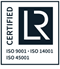 CERTIFIED
LR
ISO 9001 · ISO 14001
ISO 45001